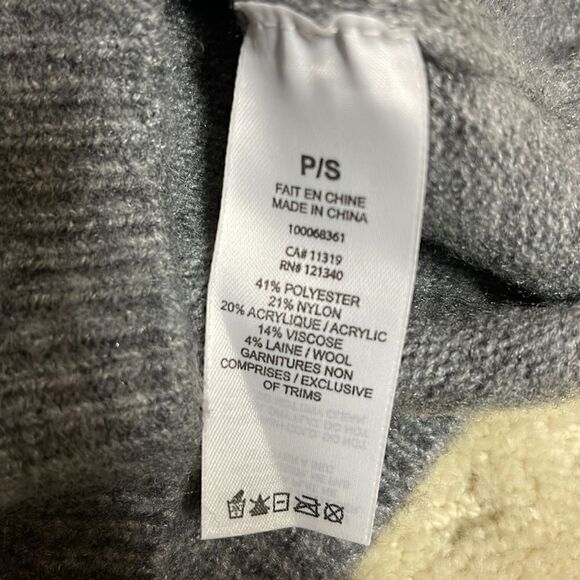 P/S
FAIT EN CHINE
MADE IN CHINA
100068361
CA# 11319
RN# 121340
41% POLYESTER
21% NYLON
20% ACRYLIQUE / ACRYLIC
14% VISCOSE
4% LAINE / WOOL
GARNITURES NON
COMPRISES / EXCLUSIVE
OF TRIMS